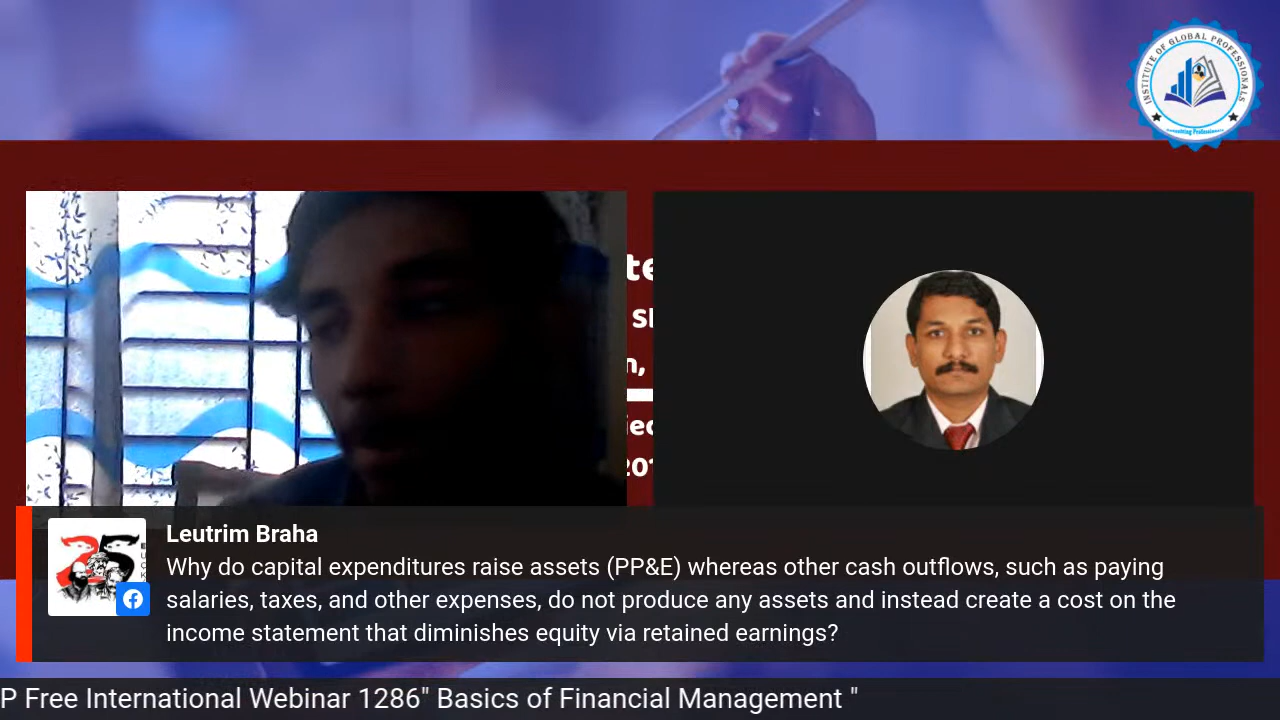 INSTITUTE OF GLOBAL PROFESSIONALS
Leutrim Braha
Why do capital expenditures raise assets (PP&E) whereas other cash outflows, such as paying
salaries, taxes, and other expenses, do not produce any assets and instead create a cost on the
income statement that diminishes equity via retained earnings?
P Free International Webinar 1286" Basics of Financial Management "